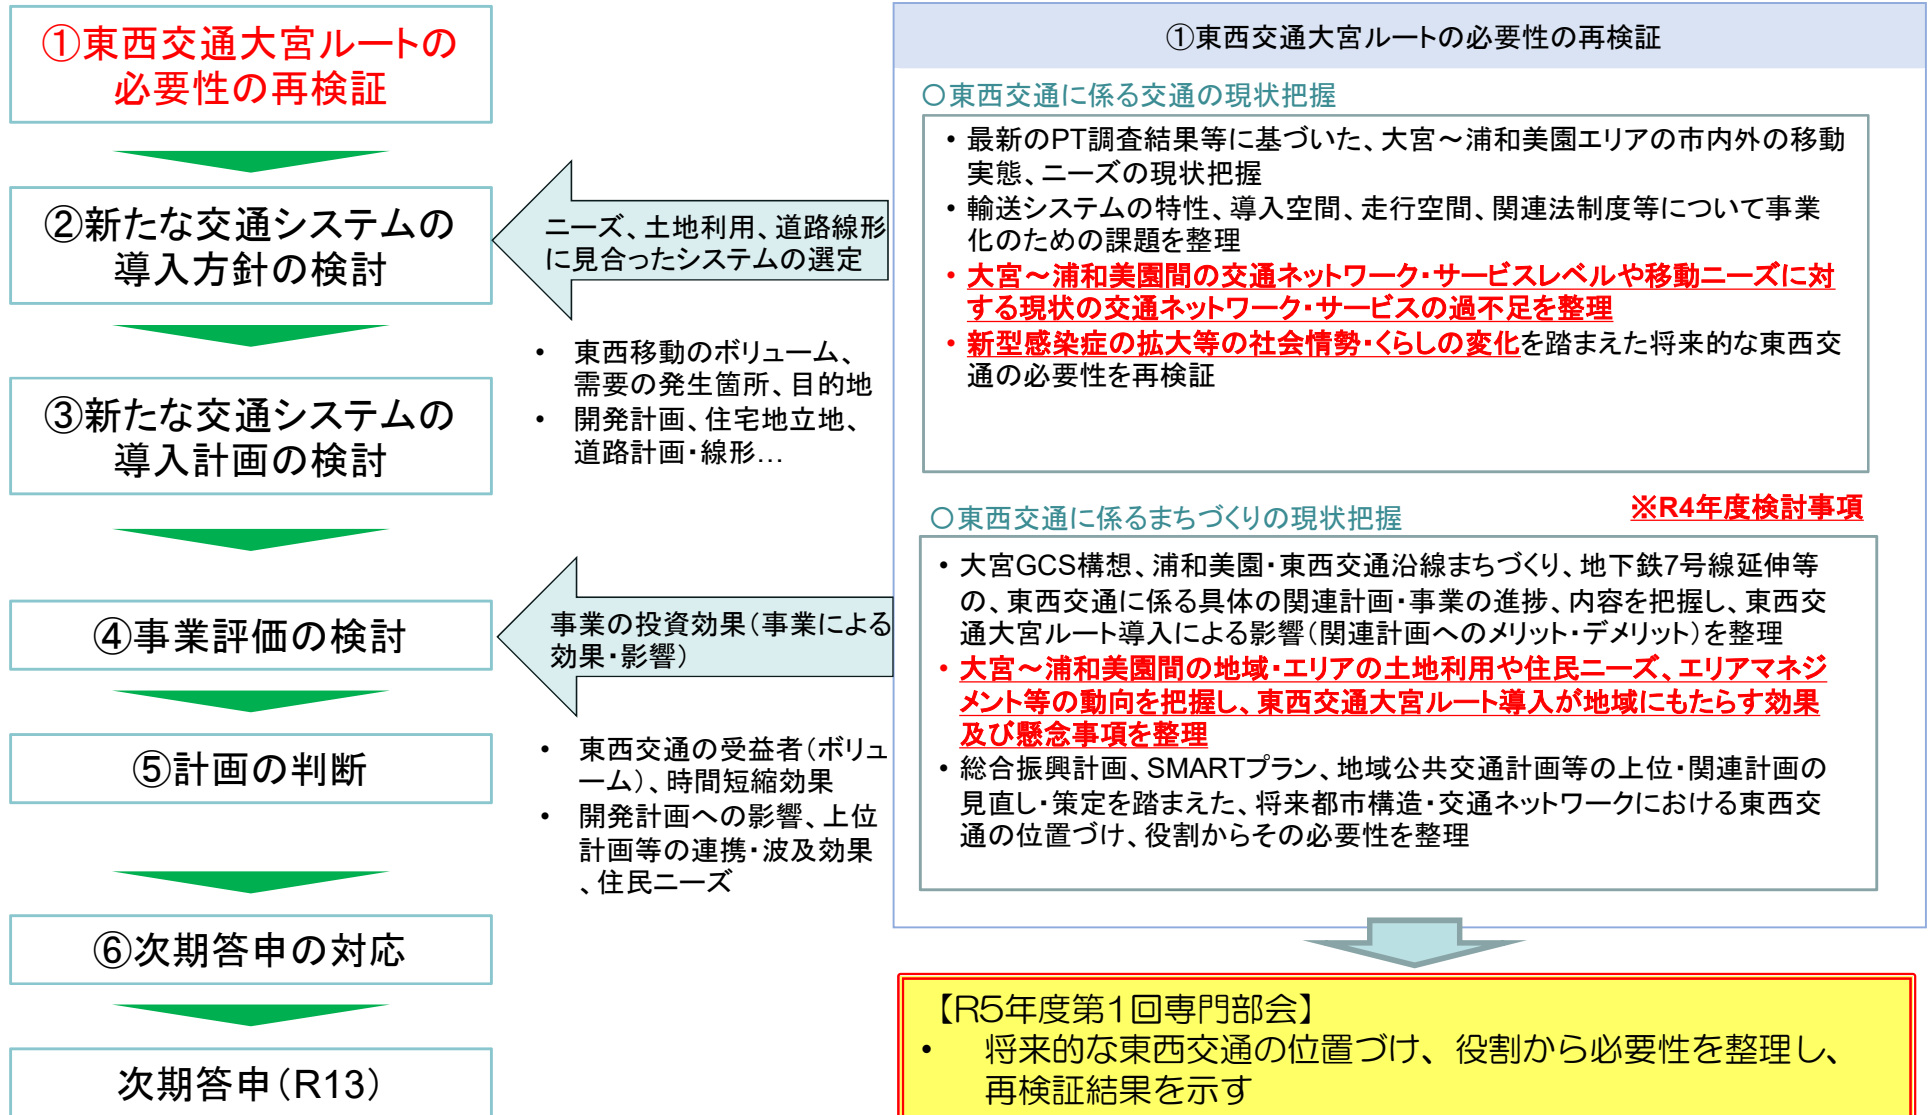 ①東西交通大宮ルートの
必要性の再検証
②新たな交通システムの
導入方針の検討
③新たな交通システムの
導入計画の検討
④事業評価の検討
⑤計画の判断
⑥次期答申の対応
次期答申(R13)
ニーズ、土地利用、道路線形
に見合ったシステムの選定
• 東西移動のボリューム、
需要の発生箇所、目的地
• 開発計画、住宅地立地、
道路計画・線形…
事業の投資効果(事業による
効果・影響)
• 東西交通の受益者(ボリュ
ーム)、時間短縮効果
• 開発計画への影響、上位
計画等の連携・波及効果
、住民ニーズ
①東西交通大宮ルートの必要性の再検証
○東西交通に係る交通の現状把握
• 最新のPT調査結果等に基づいた、大宮~浦和美園エリアの市内外の移動
実態、ニーズの現状把握
• 輸送システムの特性、導入空間、走行空間、関連法制度等について事業
化のための課題を整理
• 大宮~浦和美園間の交通ネットワーク・サービスレベルや移動ニーズに対
する現状の交通ネットワーク・サービスの過不足を整理
• 新型感染症の拡大等の社会情勢・くらしの変化を踏まえた将来的な東西交
通の必要性を再検証
○東西交通に係るまちづくりの現状把握
※R4年度検討事項
• 大宮GCS構想、浦和美園・東西交通沿線まちづくり、地下鉄7号線延伸等
の、東西交通に係る具体の関連計画・事業の進捗、内容を把握し、東西交
通大宮ルート導入による影響(関連計画へのメリット・デメリット)を整理
• 大宮~浦和美園間の地域・エリアの土地利用や住民ニーズ、エリアマネジ
メント等の動向を把握し、東西交通大宮ルート導入が地域にもたらす効果
及び懸念事項を整理
• 総合振興計画、SMARTプラン、地域公共交通計画等の上位・関連計画の
見直し・策定を踏まえた、将来都市構造・交通ネットワークにおける東西交
通の位置づけ、役割からその必要性を整理
【R5年度第1回専門部会】
• 将来的な東西交通の位置づけ、役割から必要性を整理し、
再検証結果を示す